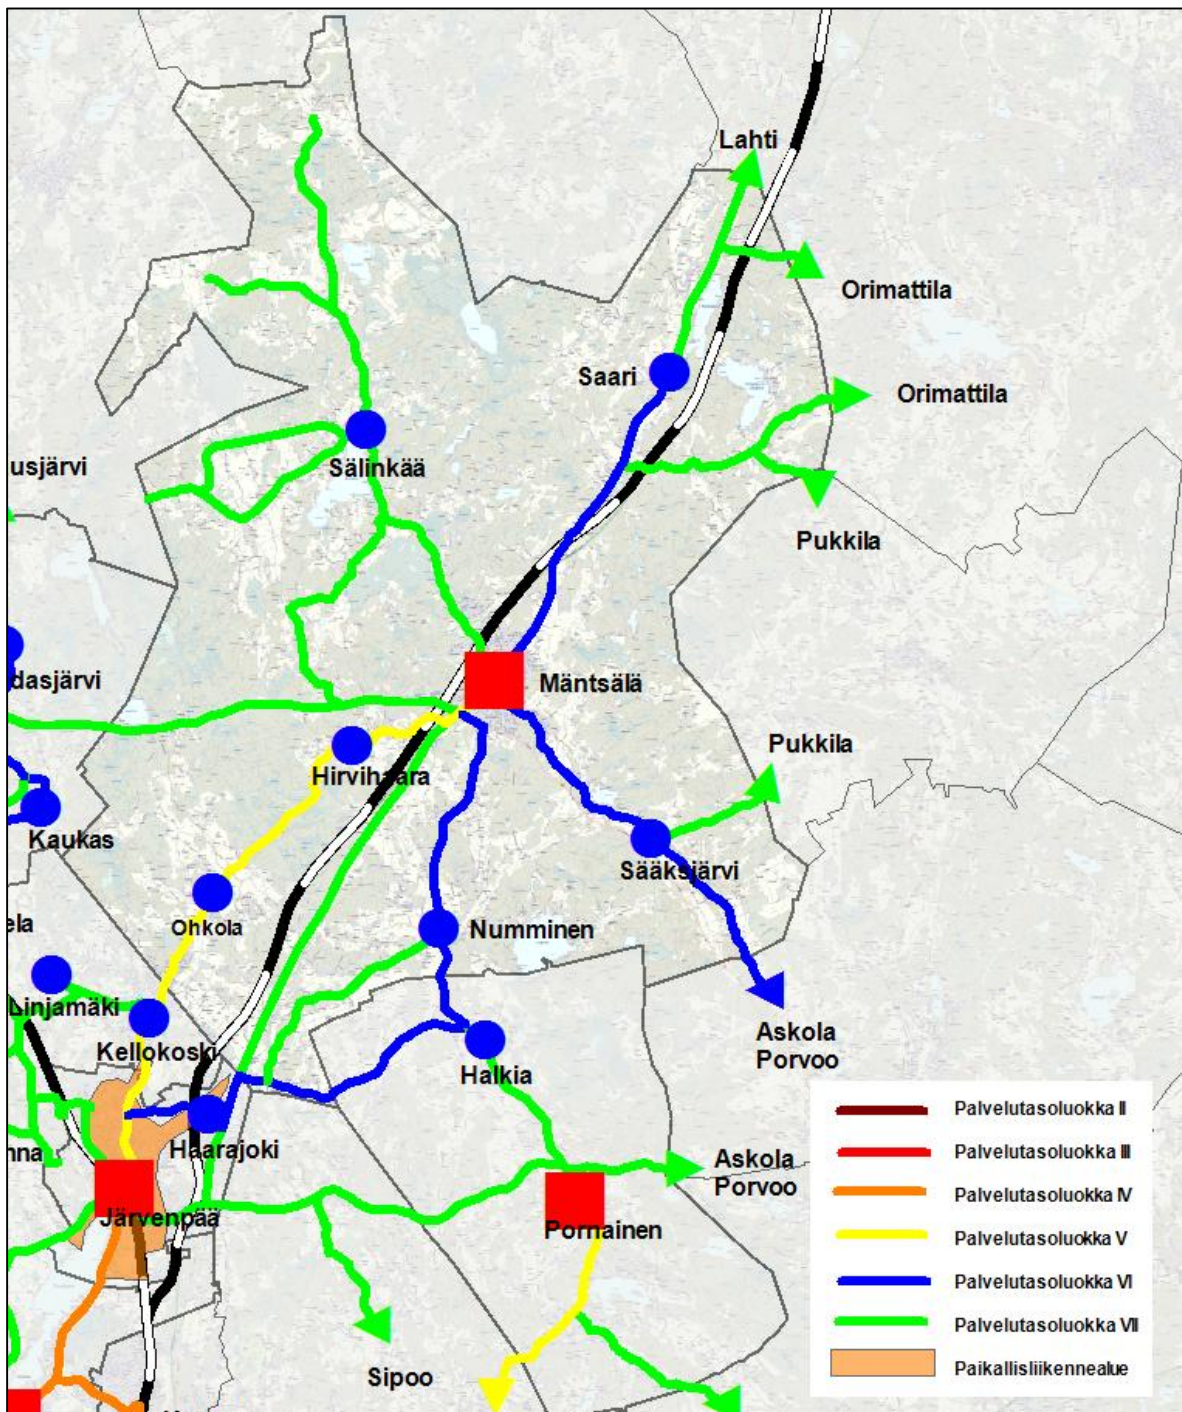 Lahti
Orimattila
Saari
Orimattila
Sälinkää
usjärvi
Pukkila
Mäntsälä
dasjärvi
Pukkila
Hirvihaara
Kaukas
Sääksjärvi
Ohkola
Numminen
ela
Linjamäki
Kellokoski
Askola
Porvoo
Halkia
Haarajoki
nna
Askola
Porvoo
Järvenpää
Pornainen
Sipoo
Palvelutasoluokka II
Palvelutasoluokka III
Palvelutasoluokka IV
Palvelutasoluokka V
Palvelutasoluokka VI
Palvelutasoluokka VII
Paikallisliikennealue